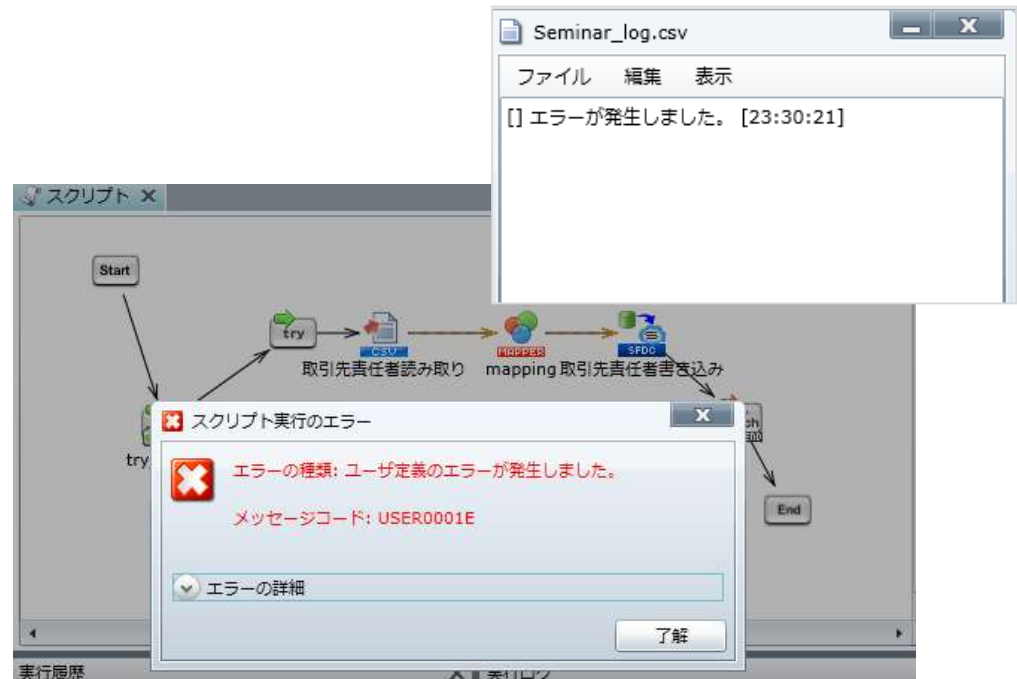 Seminar_log.csv
ファイル 編集 表示
[] エラーが発生しました。 [23:30:21]
スクリプト
Start
try
CSV
MAPPER
SFDC
取引先責任者読み取り
mapping
取引先責任者書き込み
try
End
スクリプト実行のエラー
エラーの種類: ユーザ定義のエラーが発生しました。
メッセージコード: USER0001E
エラーの詳細
了解
実行履歴
実行ログ